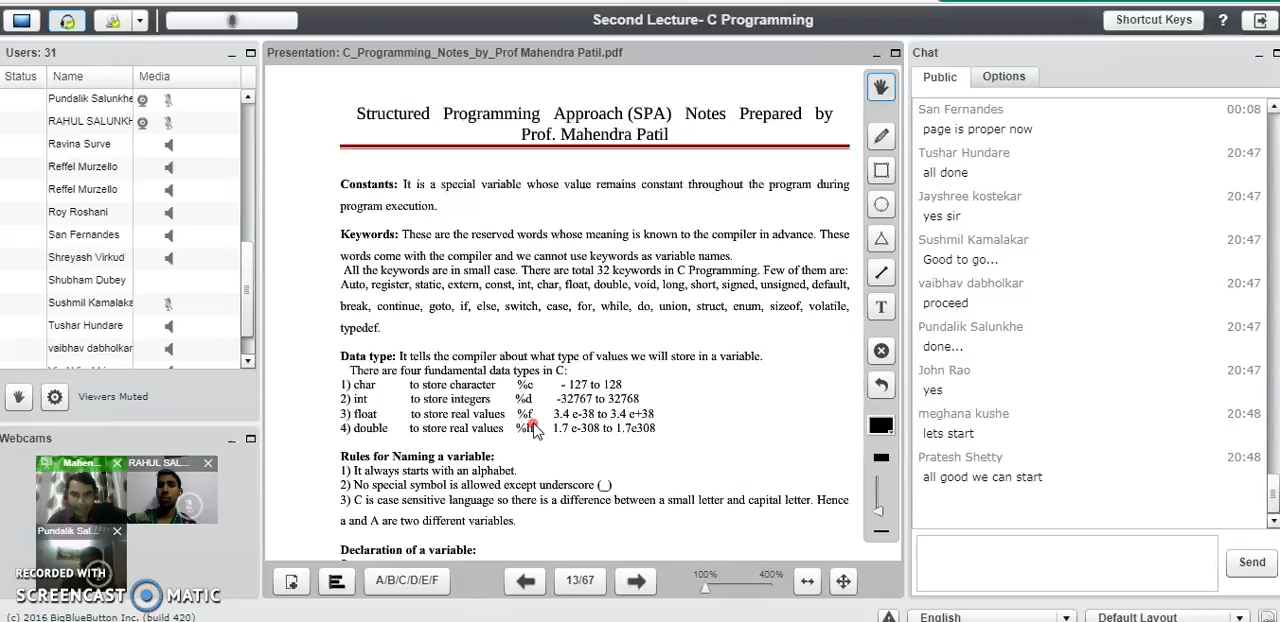 Second Lecture- C Programming
Shortcut Keys
?
Users: 31
Status Name Media
Pundalik Salunkhe
RAHUL SALUNKH
Ravina Surve
Reffel Murzello
Reffel Murzello
Roy Roshani
San Fernandes
Shreyash Virkud
Shubham Dubey
Sushmil Kamalaka
Tushar Hundare
vaibhav dabholkar
Viewers Muted
Webcams
Mahen...
RAHUL SAL...
Pundalik Sal...
RECORDED WITH
SCREENCAST MATIC
(c) 2016 BigBlueButton Inc. (build 420)
Presentation: C_Programming_Notes_by_Prof Mahendra Patil.pdf
Structured Programming Approach (SPA) Notes Prepared by
Prof. Mahendra Patil
Constants: It is a special variable whose value remains constant throughout the program during
program execution.
Keywords: These are the reserved words whose meaning is known to the compiler in advance. These
words come with the compiler and we cannot use keywords as variable names.
All the keywords are in small case. There are total 32 keywords in C Programming. Few of them are:
Auto, register, static, extern, const, int, char, float, double, void, long, short, signed, unsigned, default,
break, continue, goto, if, else, switch, case, for, while, do, union, struct, enum, sizeof, volatile,
typedef.
Data type: It tells the compiler about what type of values we will store in a variable.
There are four fundamental data types in C:
1) char to store character %c - 127 to 128
2) int to store integers %d -32767 to 32768
3) float to store real values %f 3.4 e-38 to 3.4 e+38
4) double to store real values 1.7 e-308 to 1.7e308
Rules for Naming a variable:
1) It always starts with an alphabet.
2) No special symbol is allowed except underscore (_)
3) C is case sensitive language so there is a difference between a small letter and capital letter. Hence
a and A are two different variables.
Declaration of a variable:
T
A/B/C/D/E/F
13/67
100% 400%
Chat
Public Options
San Fernandes 00:08
page is proper now
Tushar Hundare 20:47
all done
Jayshree kostekar 20:47
yes sir
Sushmil Kamalakar 20:47
Good to go...
vaibhav dabholkar 20:47
proceed
Pundalik Salunkhe 20:47
done...
John Rao 20:47
yes
meghana kushe 20:48
lets start
Pratesh Shetty 20:48
all good we can start
Send
English
Default Layout